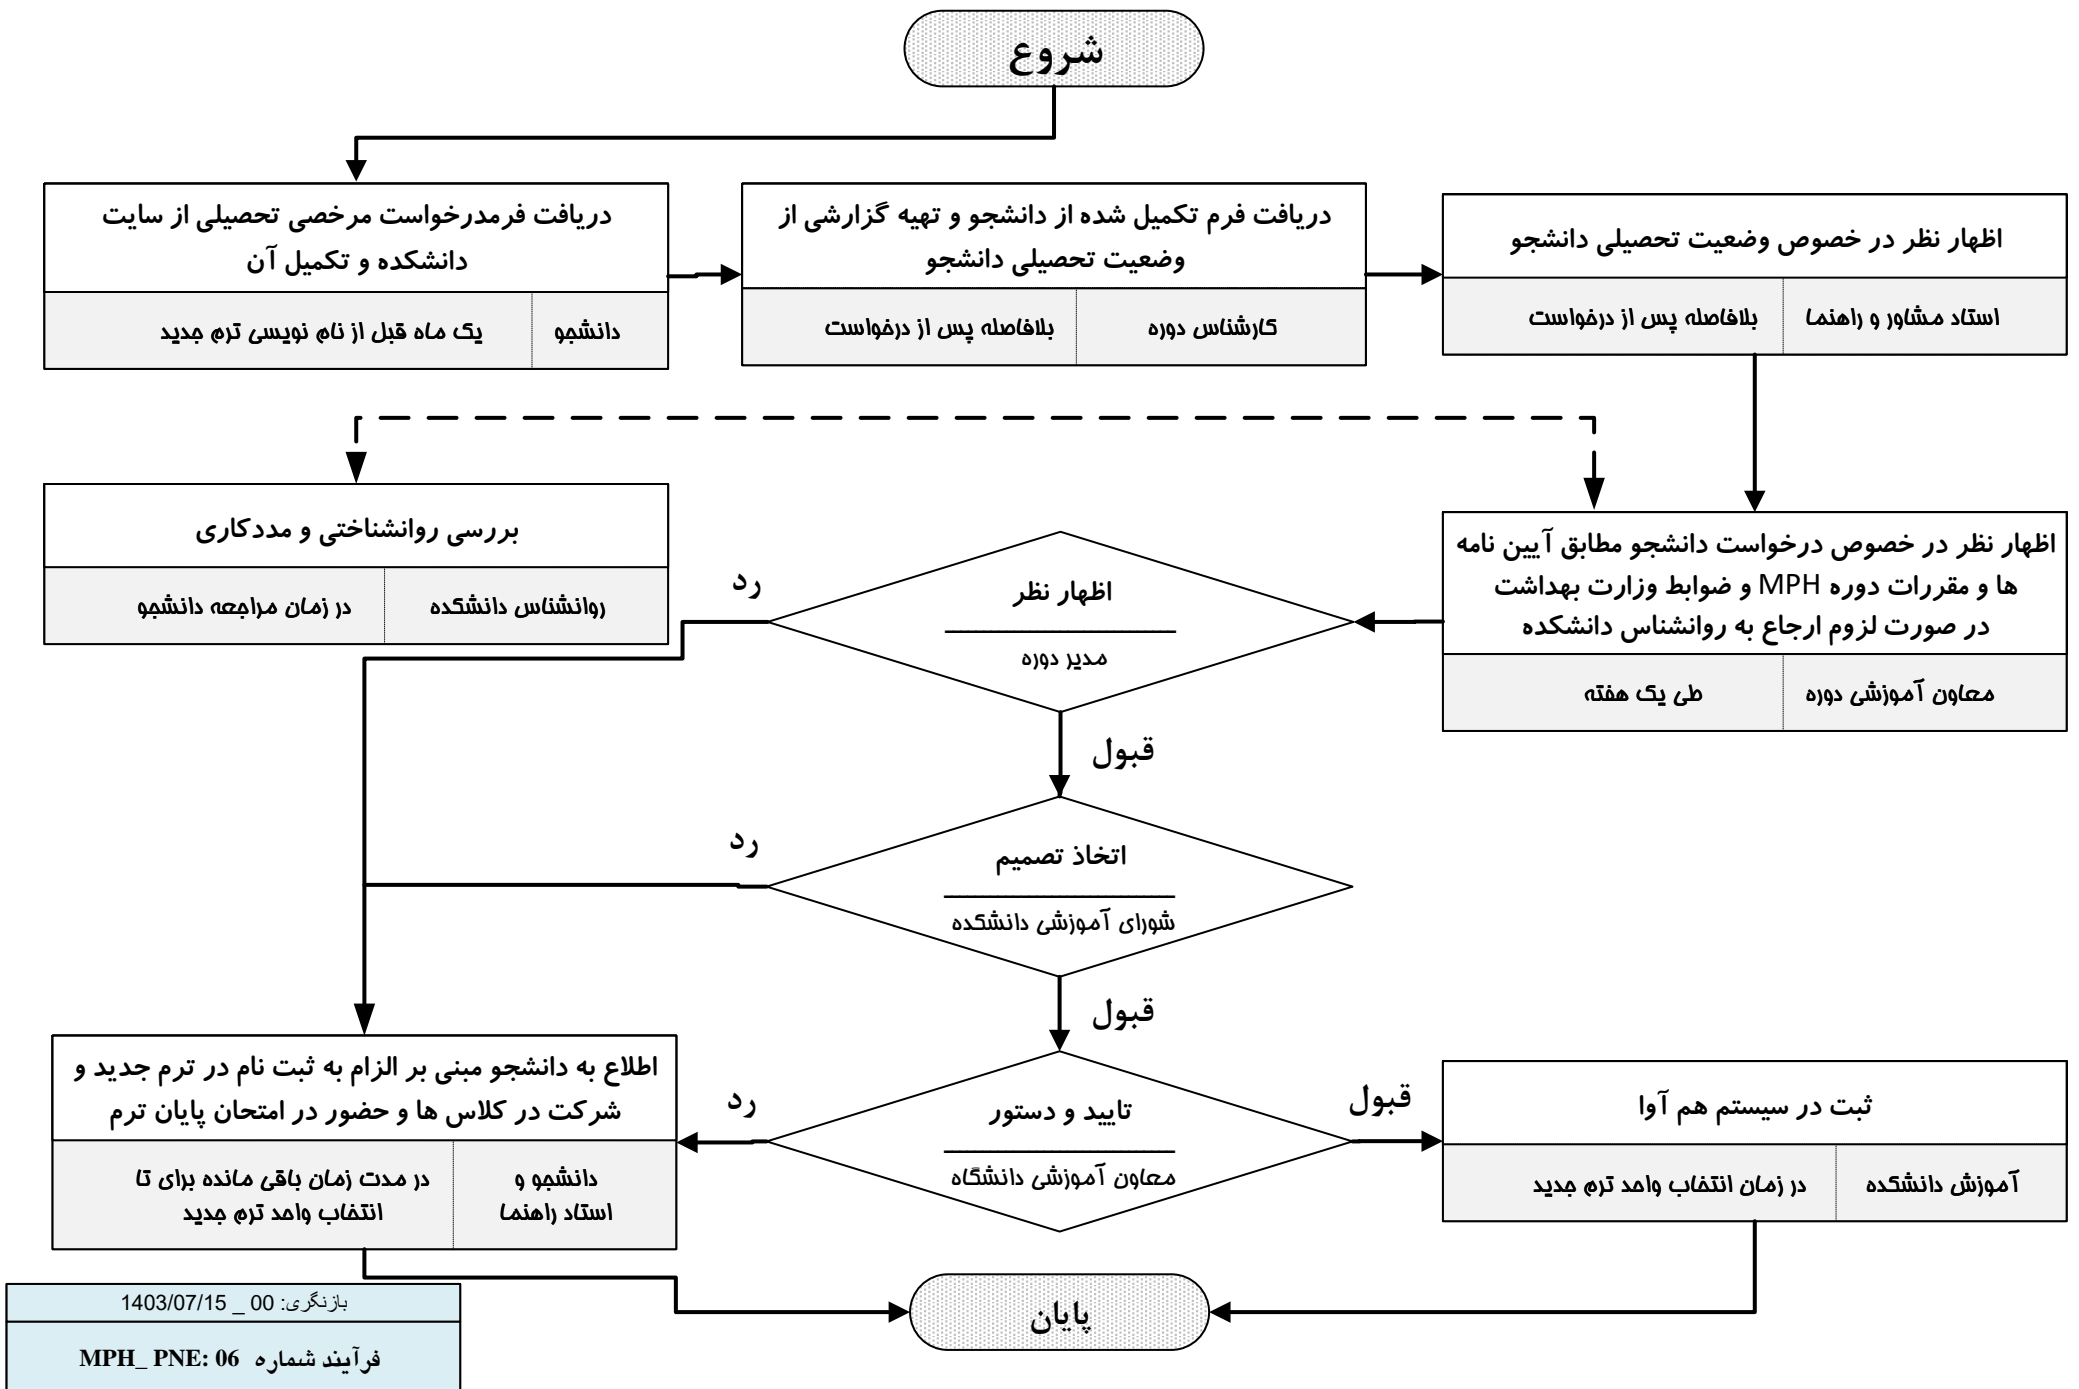 شروع
دریافت فرمدرخواست مرخصی تحصیلی از سایت
دانشکده و تکمیل آن
دانشجو
یک ماه قبل از نام نویسی ترم جدید
دریافت فرم تکمیل شده از دانشجو و تهیه گزارشی از
وضعیت تحصیلی دانشجو
کارشناس دوره
بلافاصله پس از درخواست
اظهار نظر در خصوص وضعیت تحصیلی دانشجو
استاد مشاور و راهنما
بلافاصله پس از درخواست
اظهار نظر در خصوص درخواست دانشجو مطابق آیین نامه
ها و مقررات دوره MPH و ضوابط وزارت بهداشت
در صورت لزوم ارجاع به روانشناس دانشکده
معاون آموزشی دوره
طی یک هفته
بررسی روانشناختی و مددکاری
روانشناس دانشکده
در زمان مراجعه دانشجو
اظهار نظر
مدیر دوره
رد
قبول
اتخاذ تصمیم
شورای آموزشی دانشکده
رد
قبول
تایید و دستور
معاون آموزشی دانشگاه
رد
قبول
ثبت در سیستم هم آوا
آموزش دانشکده
در زمان انتخاب واحد ترم جدید
اطلاع به دانشجو مبنی بر الزام به ثبت نام در ترم جدید و
شرکت در کلاس ها و حضور در امتحان پایان ترم
دانشجو و
استاد راهنما
در مدت زمان باقی مانده برای تا
انتخاب واحد ترم جدید
پایان
بازنگری: 00 _ 1403/07/15
فرآیند شماره MPH_ PNE: 06